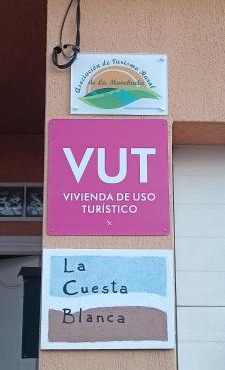 Asociación de Turismo Rural
de La Manchuela
VUT
VIVIENDA DE USO
TURÍSTICO
La
Cuesta
Blanca